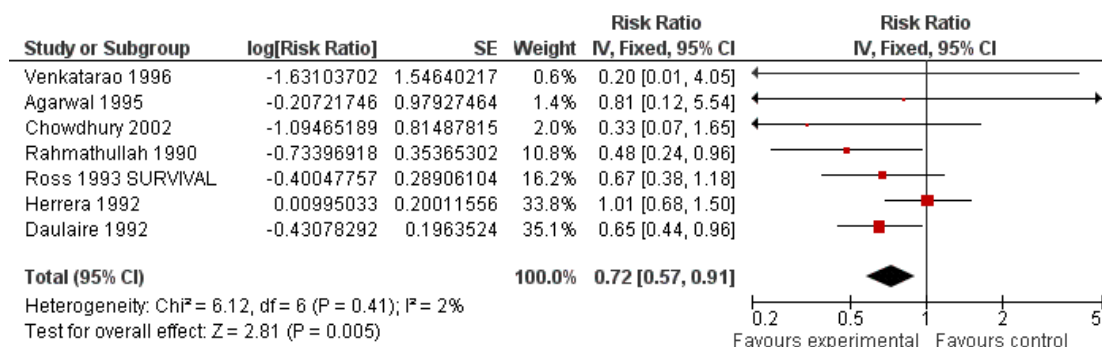 Risk Ratio Risk Ratio
Study or Subgroup log[Risk Ratio] SE Weight IV, Fixed, 95% CI IV, Fixed, 95% CI
Venkatarao 1996 -1.63103702 1.54640217 0.6% 0.20 [0.01, 4.05]
Agarwal 1995 -0.20721746 0.97927464 1.4% 0.81 [0.12, 5.54]
Chowdhury 2002 -1.09465189 0.81487815 2.0% 0.33 [0.07, 1.65]
Rahmathullah 1990 -0.73396918 0.35365302 10.8% 0.48 [0.24, 0.96]
Ross 1993 SURVIVAL -0.40047757 0.28906104 16.2% 0.67 [0.38, 1.18]
Herrera 1992 0.00995033 0.20011556 33.8% 1.01 [0.68, 1.50]
Daulaire 1992 -0.43078292 0.1963524 35.1% 0.65 [0.44, 0.96]
Total (95% CI) 100.0% 0.72 [0.57, 0.91]
Heterogeneity: Chi² = 6.12, df = 6 (P = 0.41); I² = 2%
Test for overall effect: Z = 2.81 (P = 0.005)
0.2 0.5 1 2 5
Favours experimental Favours control